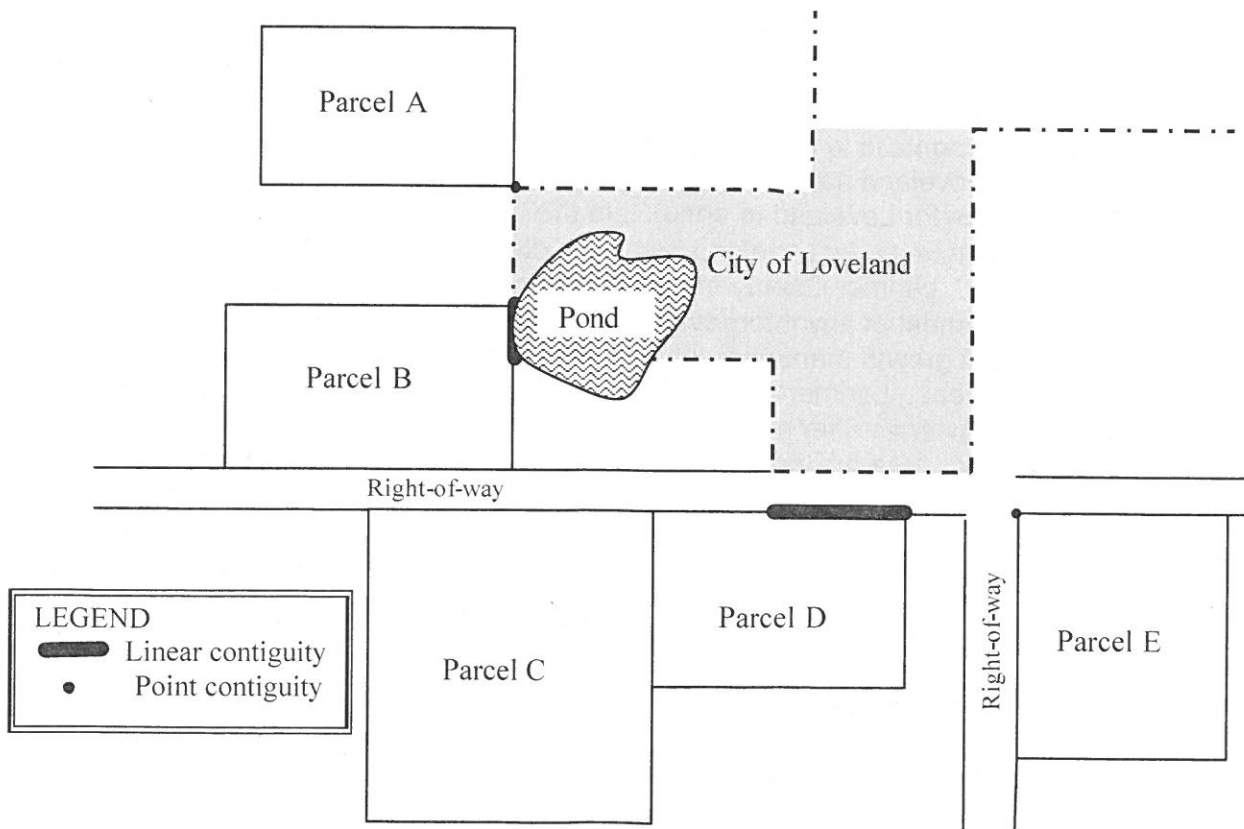 Parcel A
City of Loveland
Pond
Parcel B
Right-of-way
LEGEND
Linear contiguity
Point contiguity
Parcel C
Parcel D
Right-of-way
Parcel E